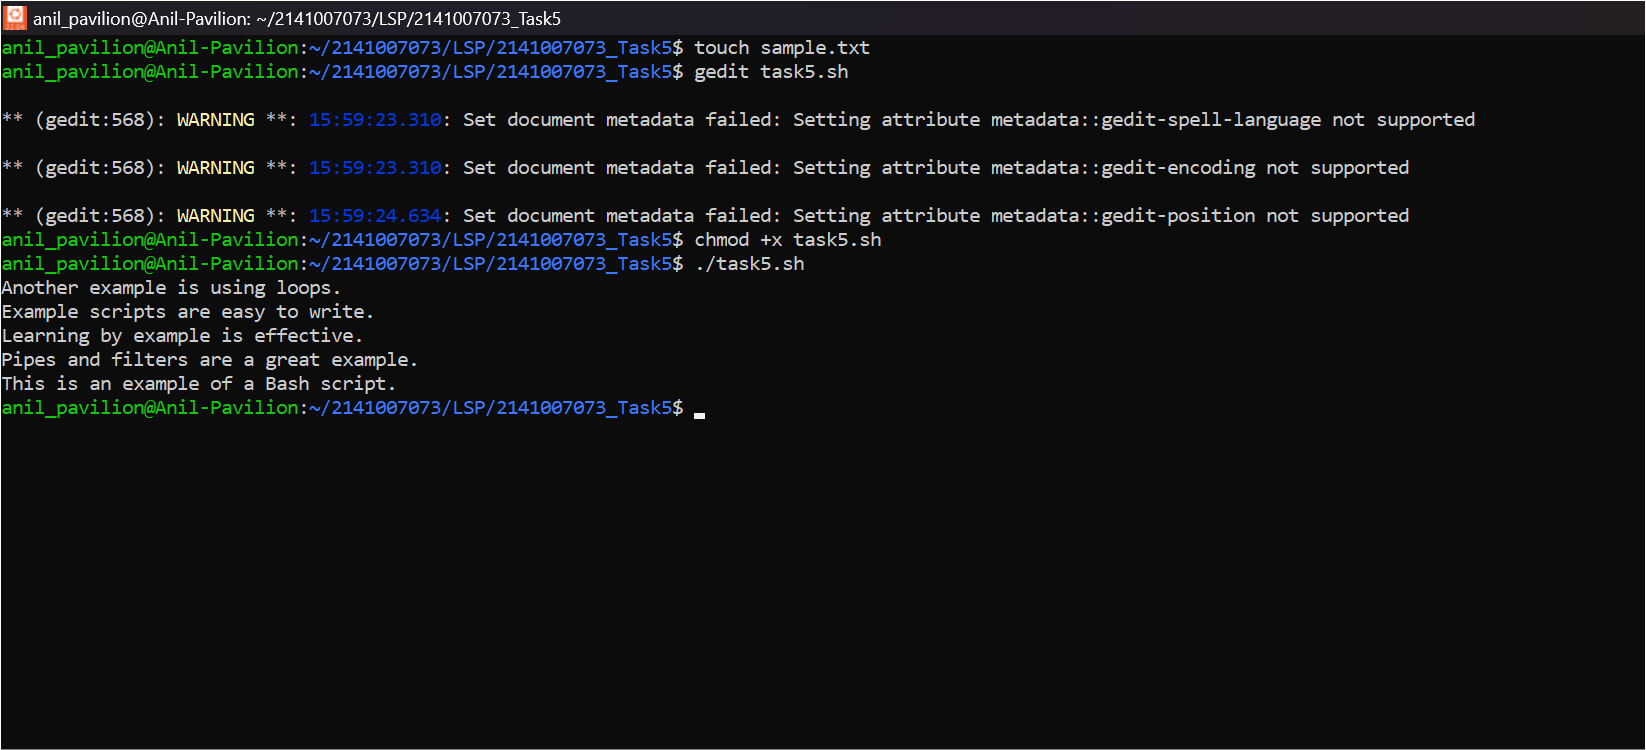 anil_pavilion@Anil-Pavilion: ~/2141007073/LSP/2141007073_Task5
anil_pavilion@Anil-Pavilion:~/2141007073/LSP/2141007073_Task5$ touch sample.txt
anil_pavilion@Anil-Pavilion:~/2141007073/LSP/2141007073_Task5$ gedit task5.sh
** (gedit:568): WARNING **: 15:59:23.310: Set document metadata failed: Setting attribute metadata::gedit-spell-language not supported
** (gedit:568): WARNING **: 15:59:23.310: Set document metadata failed: Setting attribute metadata::gedit-encoding not supported
** (gedit:568): WARNING **: 15:59:24.634: Set document metadata failed: Setting attribute metadata::gedit-position not supported
anil_pavilion@Anil-Pavilion:~/2141007073/LSP/2141007073_Task5$ chmod +x task5.sh
anil_pavilion@Anil-Pavilion:~/2141007073/LSP/2141007073_Task5$ ./task5.sh
Another example is using loops.
Example scripts are easy to write.
Learning by example is effective.
Pipes and filters are a great example.
This is an example of a Bash script.
anil_pavilion@Anil-Pavilion:~/2141007073/LSP/2141007073_Task5$